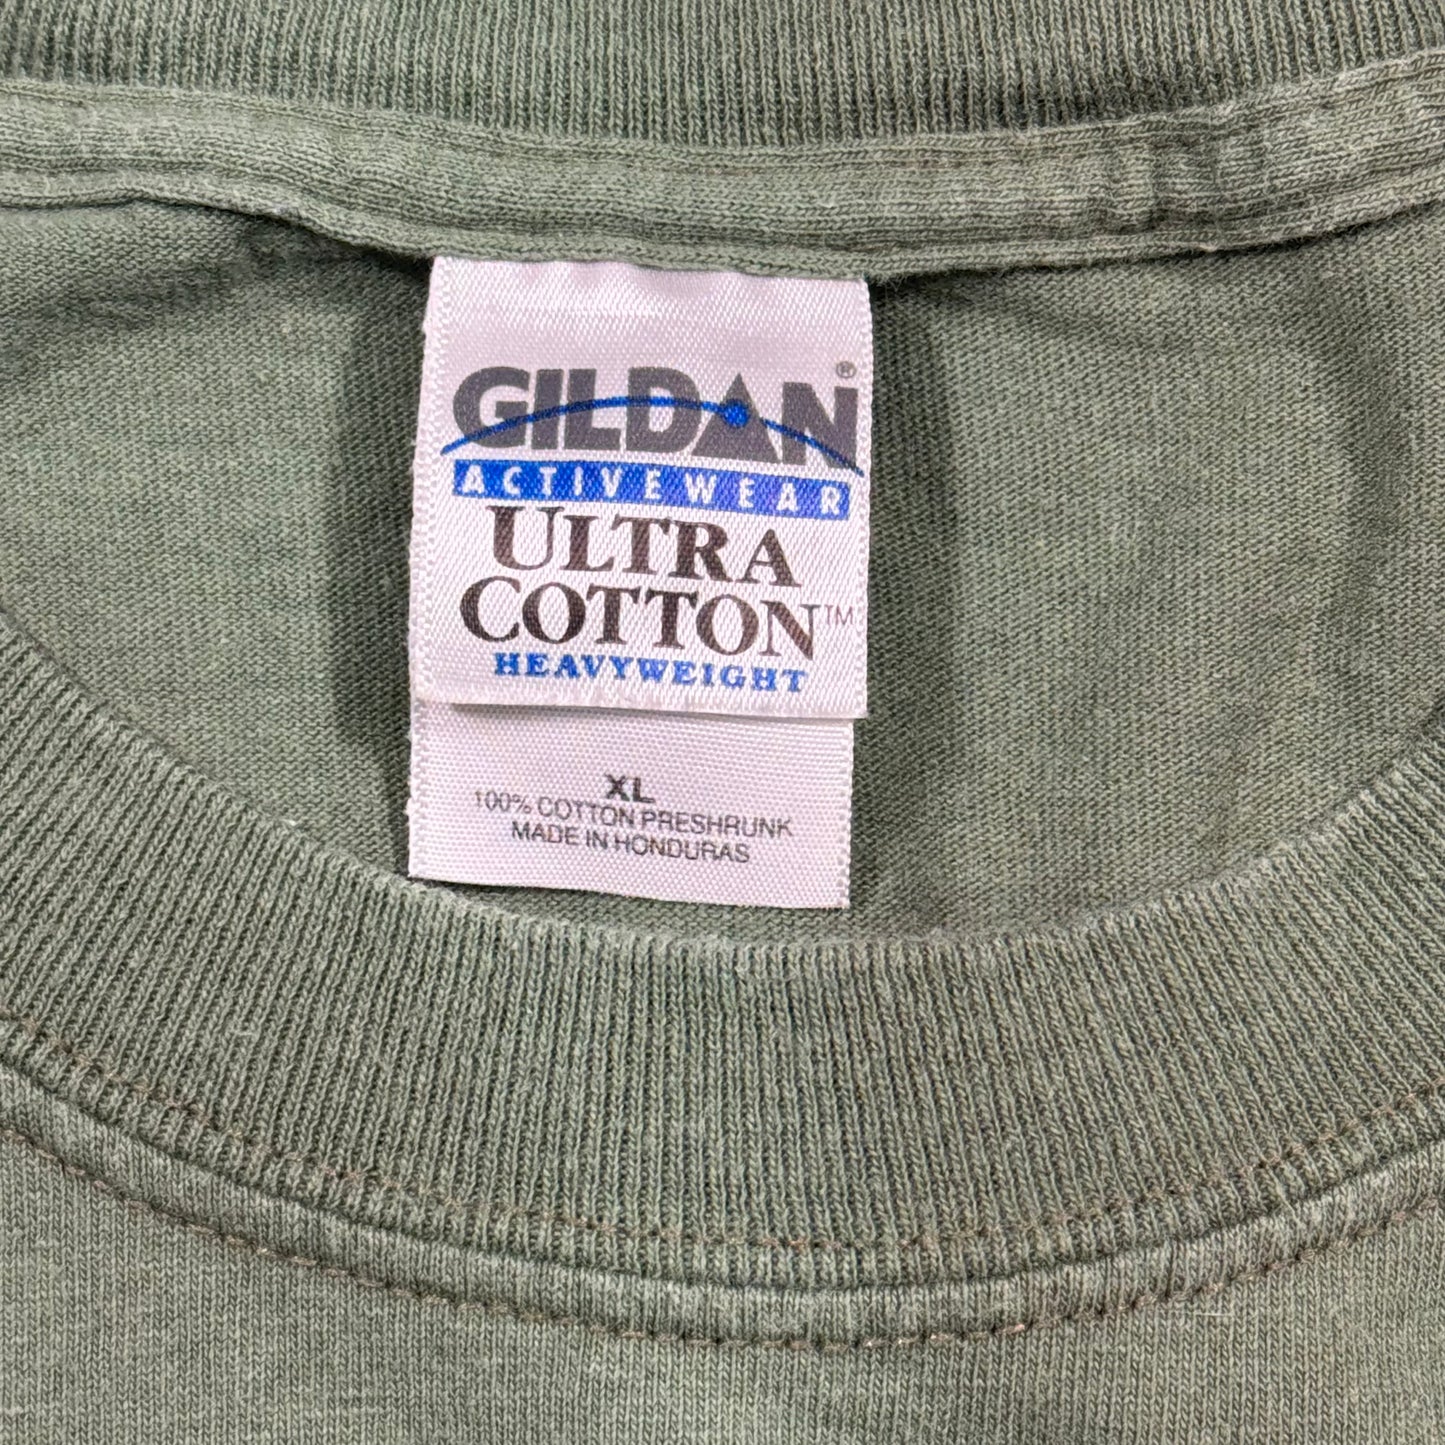 GILDAN®
ACTIVEWEAR
ULTRA
COTTON™
HEAVYWEIGHT
XL
100% COTTON PRESHRUNK
MADE IN HONDURAS